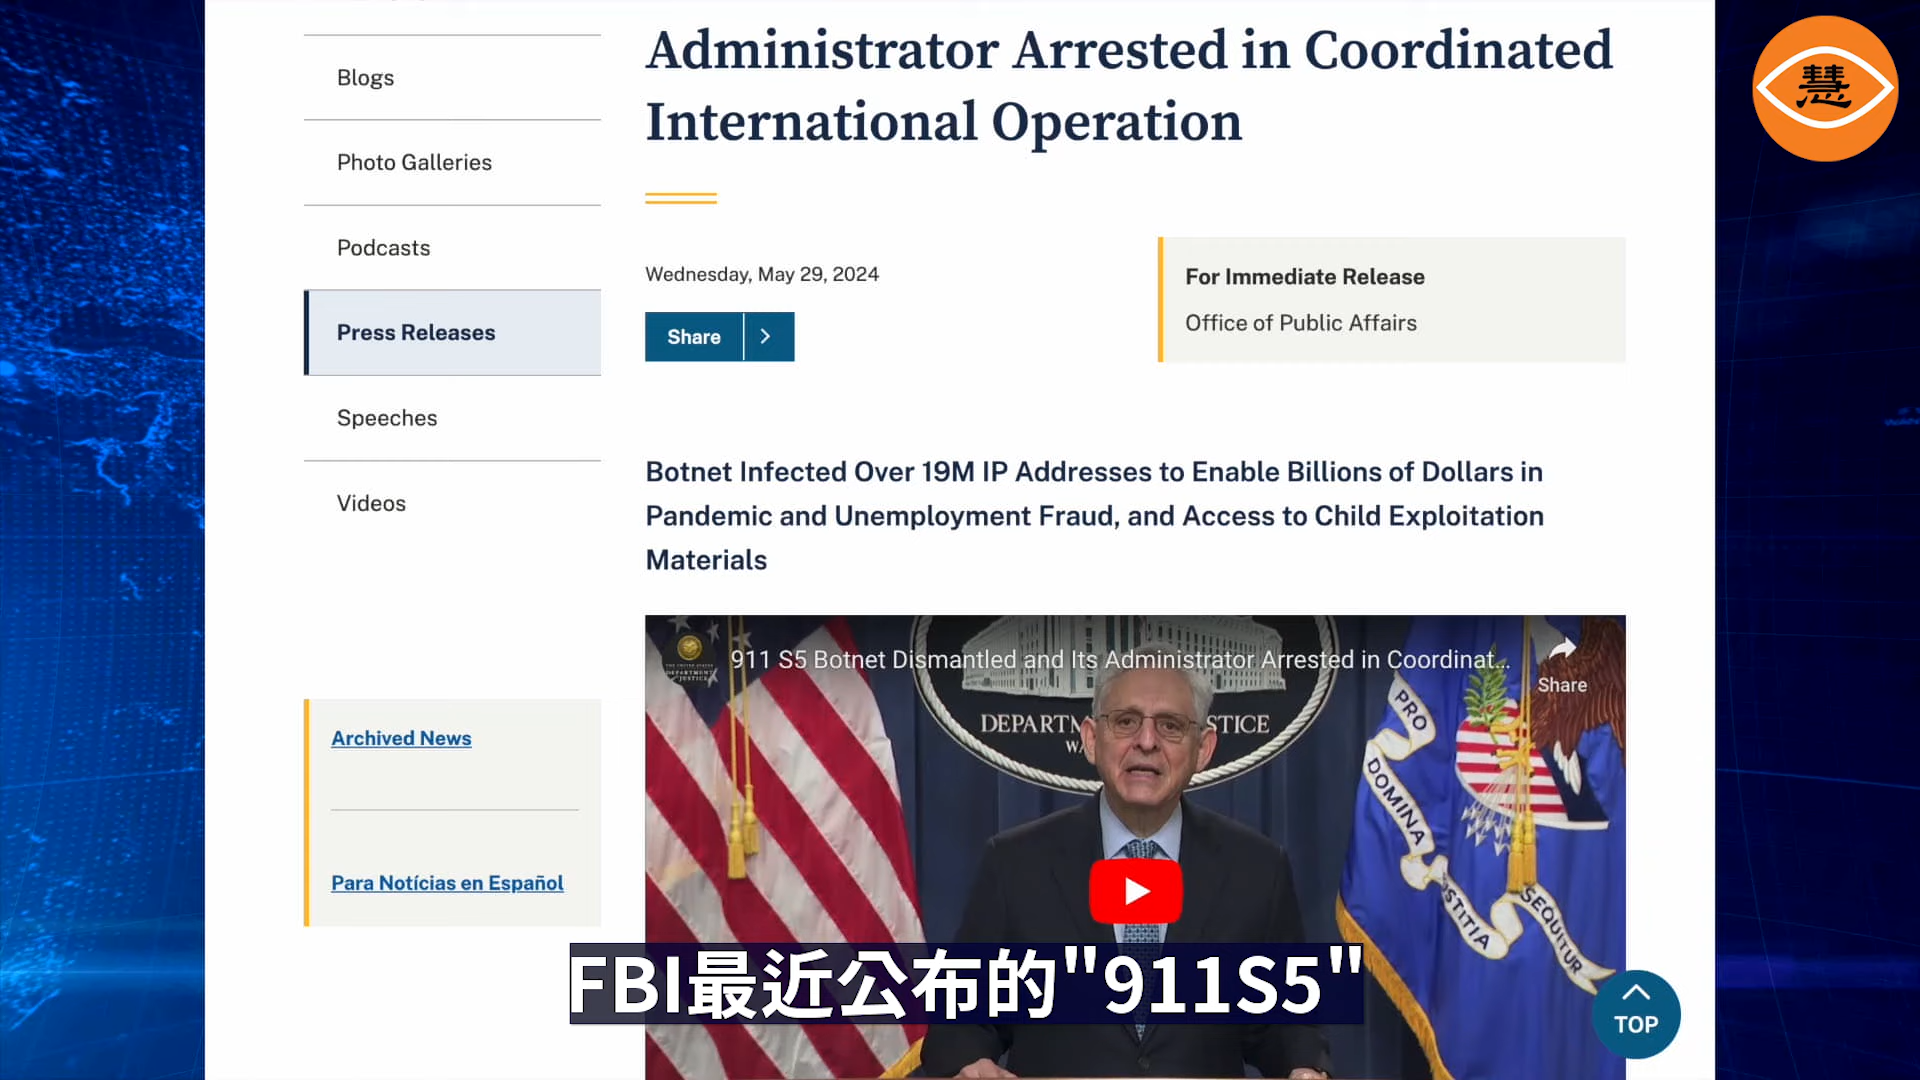 Administrator Arrested in Coordinated
International Operation
慧
Blogs
Photo Galleries
Podcasts
Press Releases
Speeches
Videos
Archived News
Para Notícias en Español
Wednesday, May 29, 2024
Share
For Immediate Release
Office of Public Affairs
Botnet Infected Over 19M IP Addresses to Enable Billions of Dollars in
Pandemic and Unemployment Fraud, and Access to Child Exploitation
Materials
911 S5 Botnet Dismantled and Its Administrator Arrested in Coordinat...
Share
DEPARTM
STICE
WA
PRO
DOMINA
STITIA
SEQUITUR
FBI最近公布的"911S5"
TOP